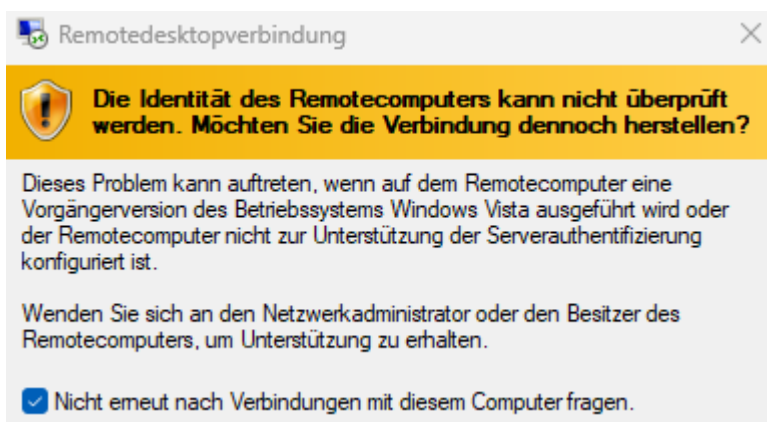 Remotedesktopverbindung
Die Identität des Remotecomputers kann nicht überprüft
werden. Möchten Sie die Verbindung dennoch herstellen?
Dieses Problem kann auftreten, wenn auf dem Remotecomputer eine
Vorgängerversion des Betriebssystems Windows Vista ausgeführt wird oder
der Remotecomputer nicht zur Unterstützung der Serverauthentifizierung
konfiguriert ist.
Wenden Sie sich an den Netzwerkadministrator oder den Besitzer des
Remotecomputers, um Unterstützung zu erhalten.
Nicht erneut nach Verbindungen mit diesem Computer fragen.